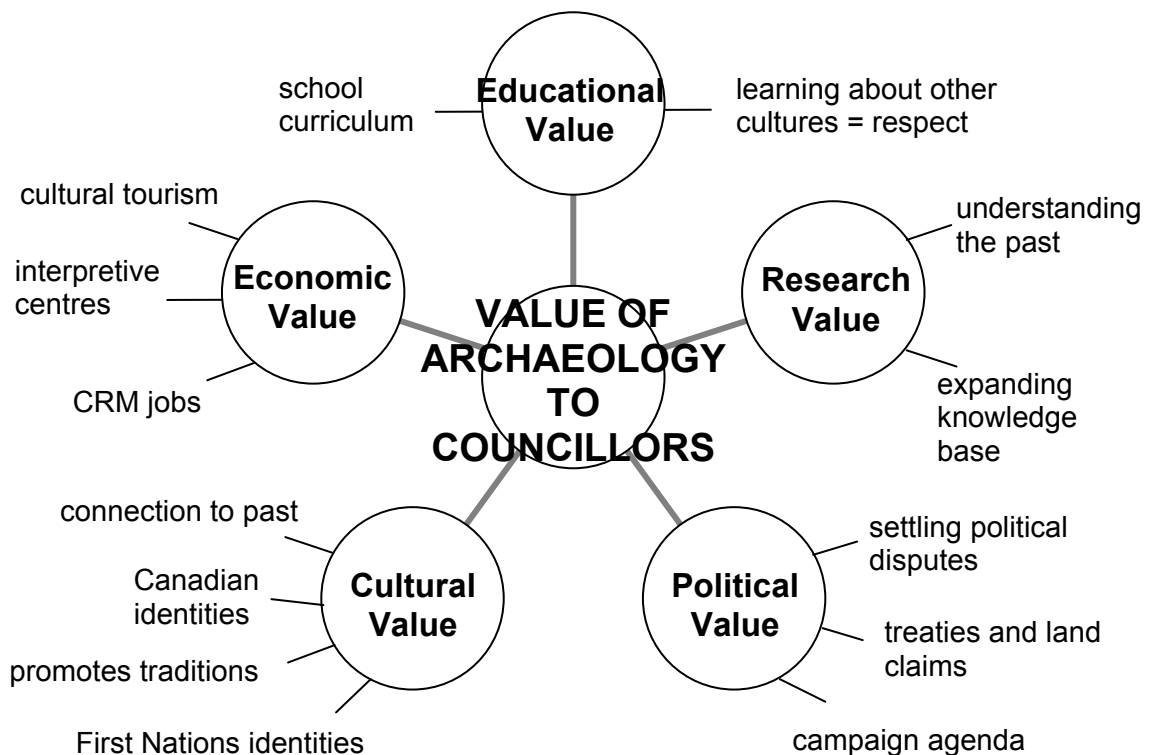 school
curriculum
Educational
Value
learning about other
cultures = respect
cultural tourism
interpretive
centres
CRM jobs
Economic
Value
understanding
the past
Research
Value
expanding
knowledge
base
VALUE OF
ARCHAEOLOGY
TO
COUNCILLORS
connection to past
Canadian
identities
promotes traditions
First Nations identities
Cultural
Value
Political
Value
settling political
disputes
treaties and land
claims
campaign agenda